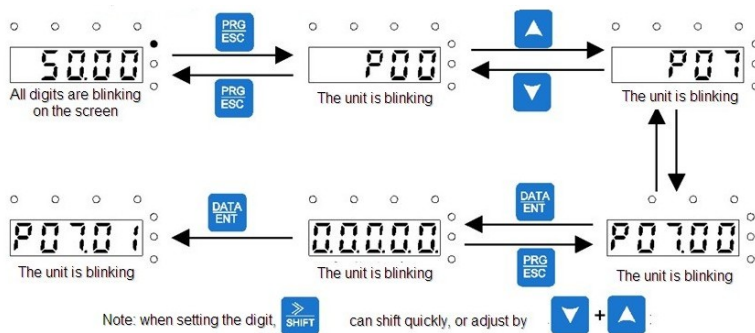 PRG
ESC
50.00
P00
P07
PRG
ESC
All digits are blinking
on the screen
The unit is blinking
The unit is blinking
DATA
ENT
DATA
ENT
P07.01
0.0.0.0.0.
P07.00
PRG
ESC
The unit is blinking
The unit is blinking
The unit is blinking
Note: when setting the digit, >> SHIFT can shift quickly, or adjust by + :